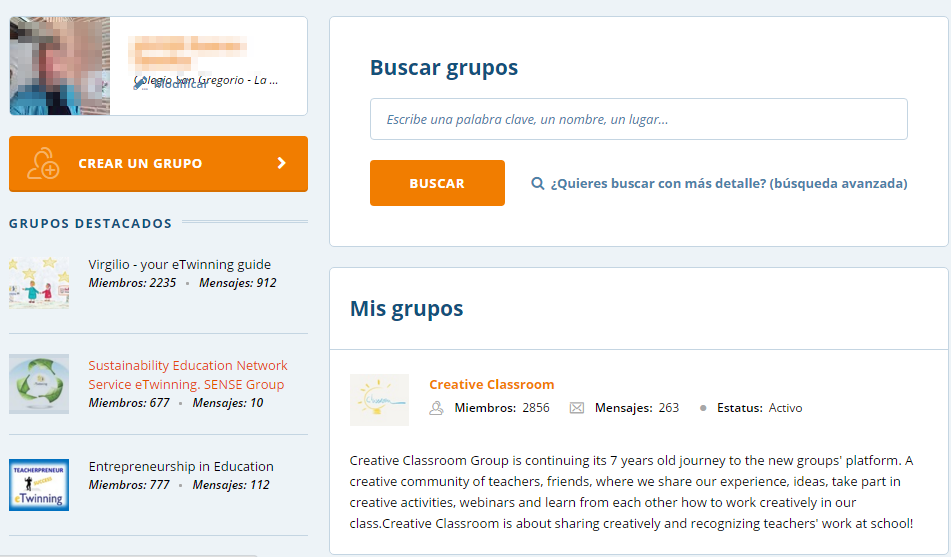 Colegio San Gregorio - La ...
Modificar
CREAR UN GRUPO
GRUPOS DESTACADOS
Virgilio - your eTwinning guide
Miembros: 2235 • Mensajes: 912
Sustainability Education Network
Service eTwinning. SENSE Group
Miembros: 677 • Mensajes: 10
TEACHERPRENEUR
SUCCESS
eTwinning
Entrepreneurship in Education
Miembros: 777 • Mensajes: 112
Buscar grupos
Escribe una palabra clave, un nombre, un lugar...
BUSCAR
¿Quieres buscar con más detalle? (búsqueda avanzada)
Mis grupos
Creative Classroom
Miembros: 2856 Mensajes: 263 • Estatus: Activo
Creative Classroom Group is continuing its 7 years old journey to the new groups' platform. A
creative community of teachers, friends, where we share our experience, ideas, take part in
creative activities, webinars and learn from each other how to work creatively in our
class.Creative Classroom is about sharing creatively and recognizing teachers' work at school!